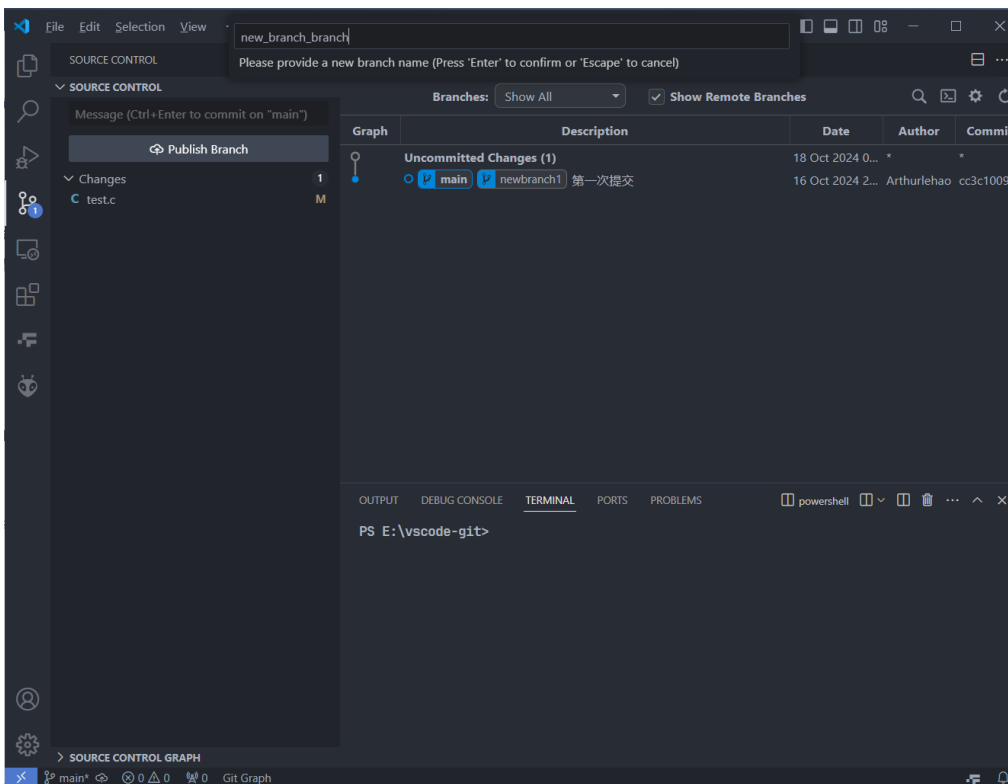 File Edit Selection View
new_branch_branch
Please provide a new branch name (Press 'Enter' to confirm or 'Escape' to cancel)
SOURCE CONTROL
SOURCE CONTROL
Message (Ctrl+Enter to commit on "main")
Publish Branch
Changes 1
C test.c M
1
Branches: Show All Show Remote Branches
Graph Description Date Author Commi
Uncommitted Changes (1) 18 Oct 2024 0... * *
main newbranch1 第一次提交 16 Oct 2024 2... Arthurlehao cc3c1009
OUTPUT DEBUG CONSOLE TERMINAL PORTS PROBLEMS powershell
PS E:\vscode-git>
SOURCE CONTROL GRAPH
main* 0 0 0 Git Graph